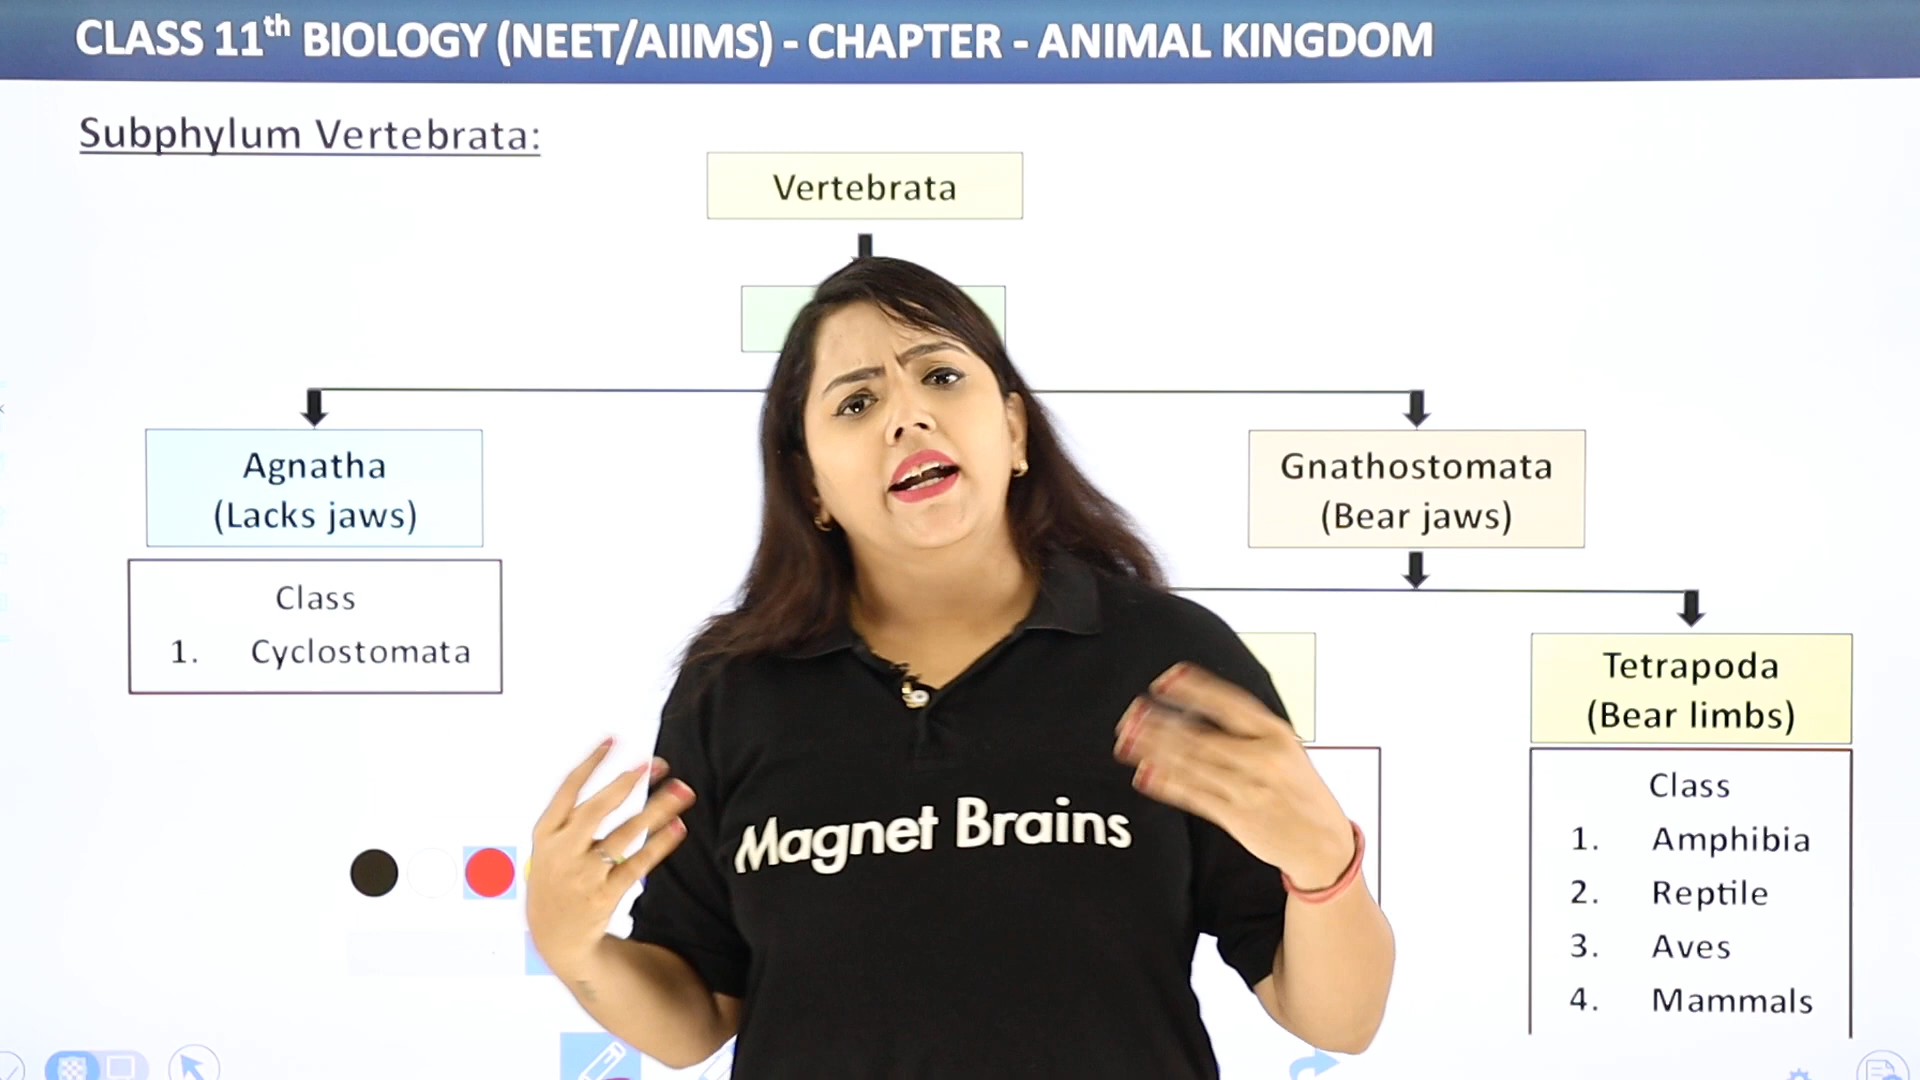 CLASS 11th BIOLOGY (NEET/AIIMS) - CHAPTER - ANIMAL KINGDOM
Subphylum Vertebrata:
Vertebrata
Agnatha
(Lacks jaws)
Class
1. Cyclostomata
Gnathostomata
(Bear jaws)
Tetrapoda
(Bear limbs)
Class
1. Amphibia
2. Reptile
3. Aves
4. Mammals
Magnet Brains